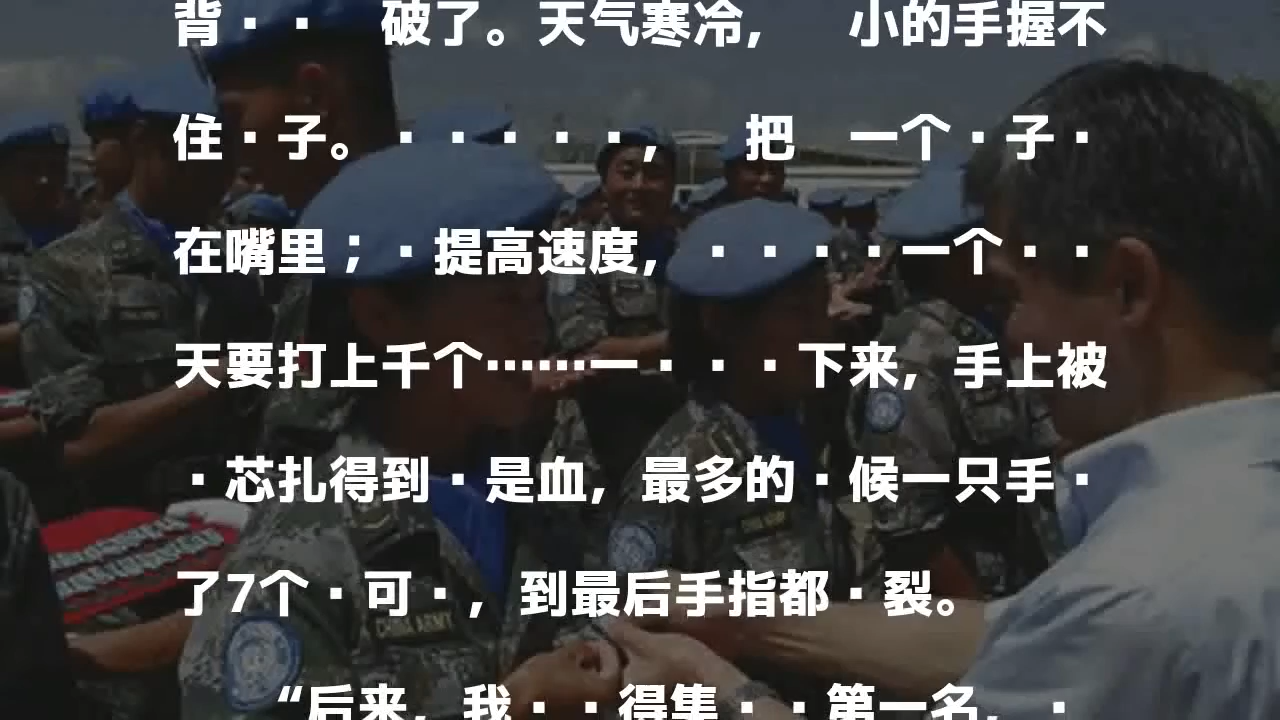 背··　破了。天气寒冷,　小的手握不
住·子。·····,　把　一个·子·
在嘴里；·提高速度, ····一个··
天要打上千个……一···下来, 手上被
·芯扎得到·是血, 最多的·候一只手·
了7个·可·, 到最后手指都·裂。
“后来, 我··得集··第一名, ·
CHINA ARMY